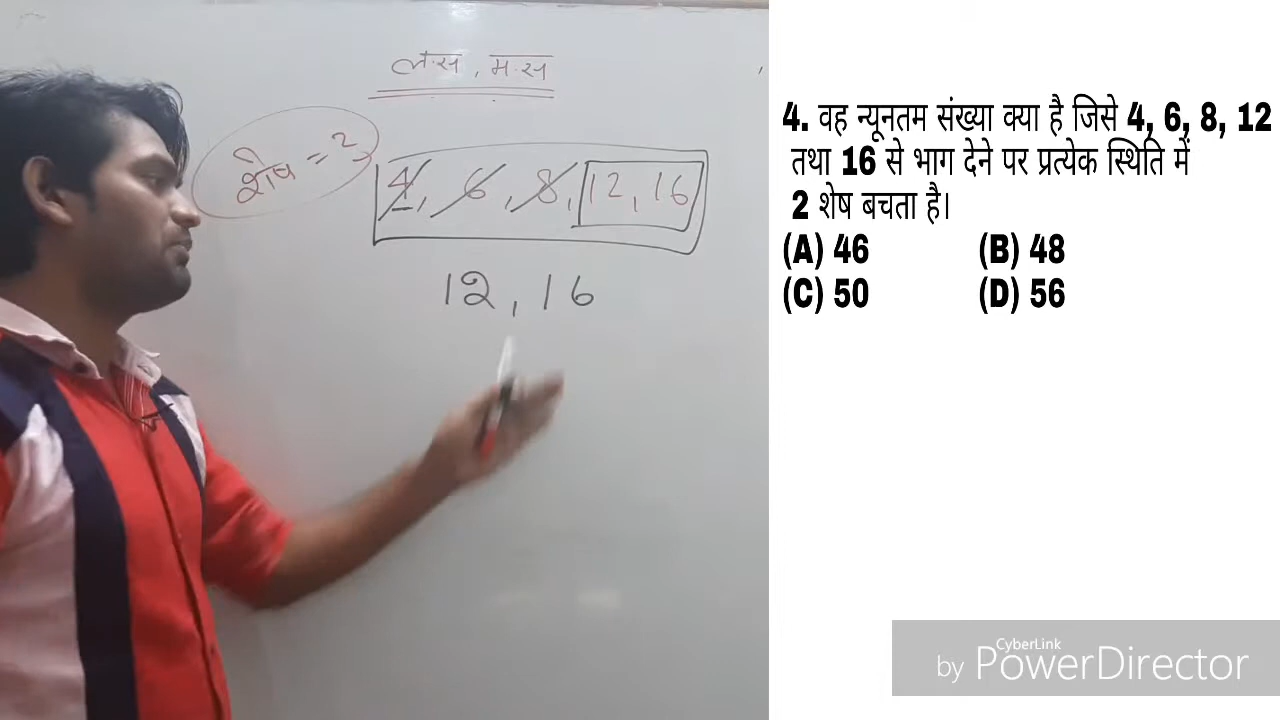 ल॰स, म॰स
शेष = 2
4, 6, 8, 12, 16
12, 16
4. वह न्यूनतम संख्या क्या है जिसे 4, 6, 8, 12
तथा 16 से भाग देने पर प्रत्येक स्थिति में
2 शेष बचता है।
(A) 46 (B) 48
(C) 50 (D) 56
CyberLink
by PowerDirector